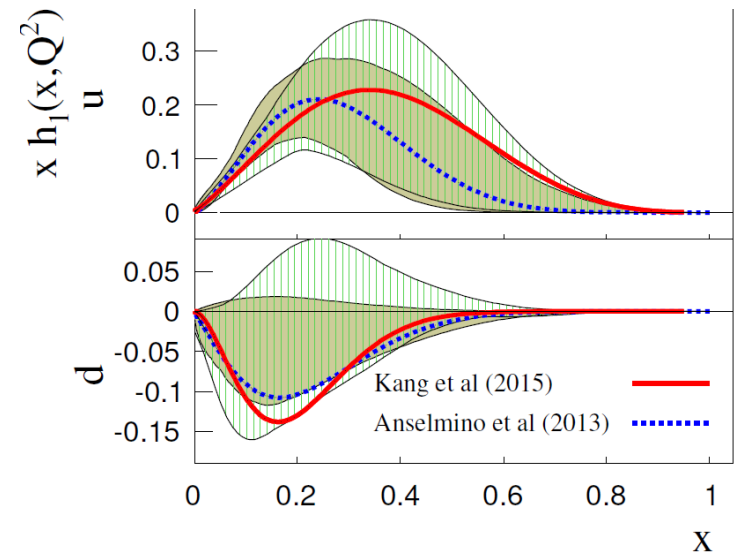 x h₁(x,Q²)
u
0.3
0.2
0.1
0
d
0.05
0
-0.05
-0.1
-0.15
Kang et al (2015)
Anselmino et al (2013)
0 0.2 0.4 0.6 0.8 1
x